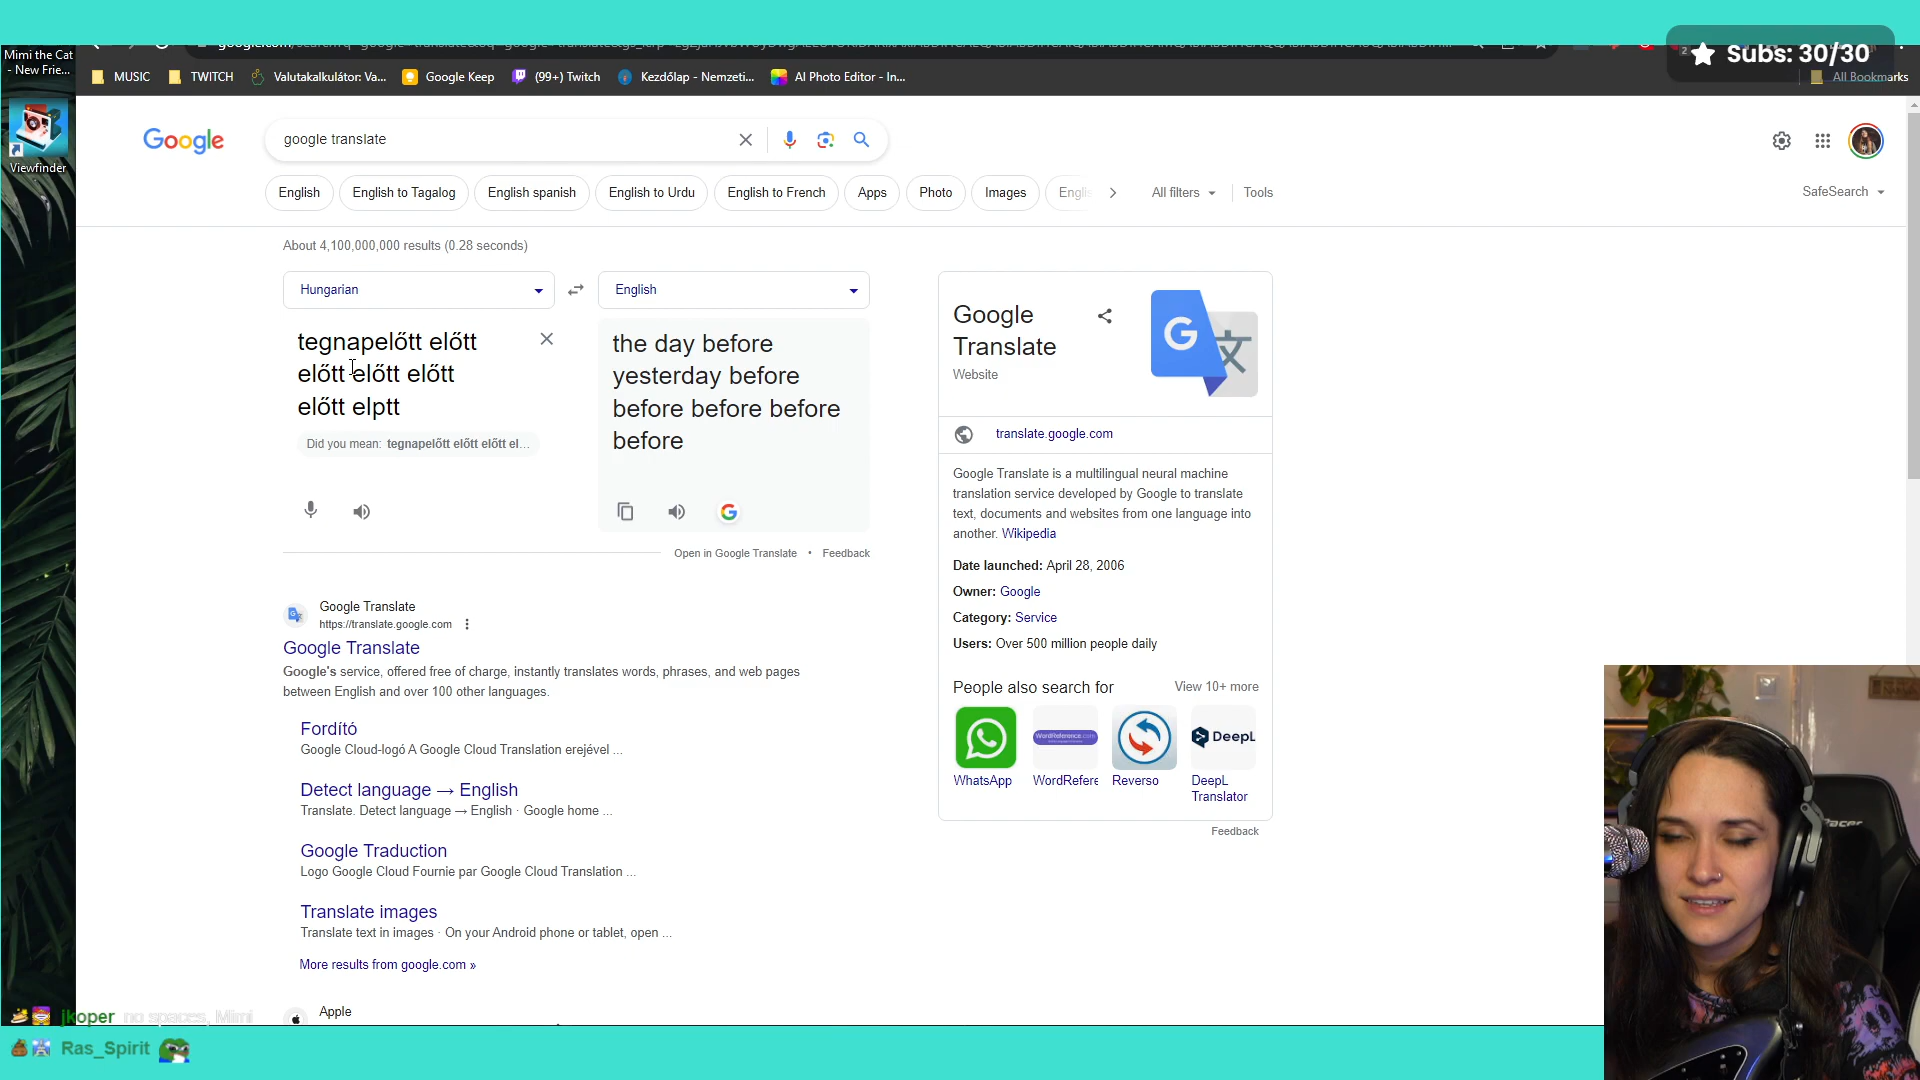 Mimi the Cat
- New Frie...
Subs: 30/30
MUSIC
TWITCH
Valutakalkulátor: Va...
Google Keep
(99+) Twitch
Kezdőlap - Nemzeti...
AI Photo Editor - In...
All Bookmarks
Viewfinder
Google
google translate
English
English to Tagalog
English spanish
English to Urdu
English to French
Apps
Photo
Images
All filters
Tools
SafeSearch
About 4,100,000,000 results (0.28 seconds)
Hungarian
English
tegnapelőtt előtt
előtt előtt előtt
előtt elptt
Did you mean: tegnapelőtt előtt előtt el...
the day before
yesterday before
before before before
before
Open in Google Translate • Feedback
Google Translate
https://translate.google.com
Google Translate
Google's service, offered free of charge, instantly translates words, phrases, and web pages
between English and over 100 other languages.
Fordító
Google Cloud-logó A Google Cloud Translation erejével ...
Detect language → English
Translate. Detect language → English · Google home ...
Google Traduction
Logo Google Cloud Fournie par Google Cloud Translation ...
Translate images
Translate text in images · On your Android phone or tablet, open ...
More results from google.com »
Apple
Google
Translate
Website
translate.google.com
Google Translate is a multilingual neural machine
translation service developed by Google to translate
text, documents and websites from one language into
another. Wikipedia
Date launched: April 28, 2006
Owner: Google
Category: Service
Users: Over 500 million people daily
People also search for
View 10+ more
WordReference.com
DeepL
WhatsApp
WordRefere
Reverso
DeepL
Translator
Feedback
jkoper no spaces, Mimi
Ras_Spirit